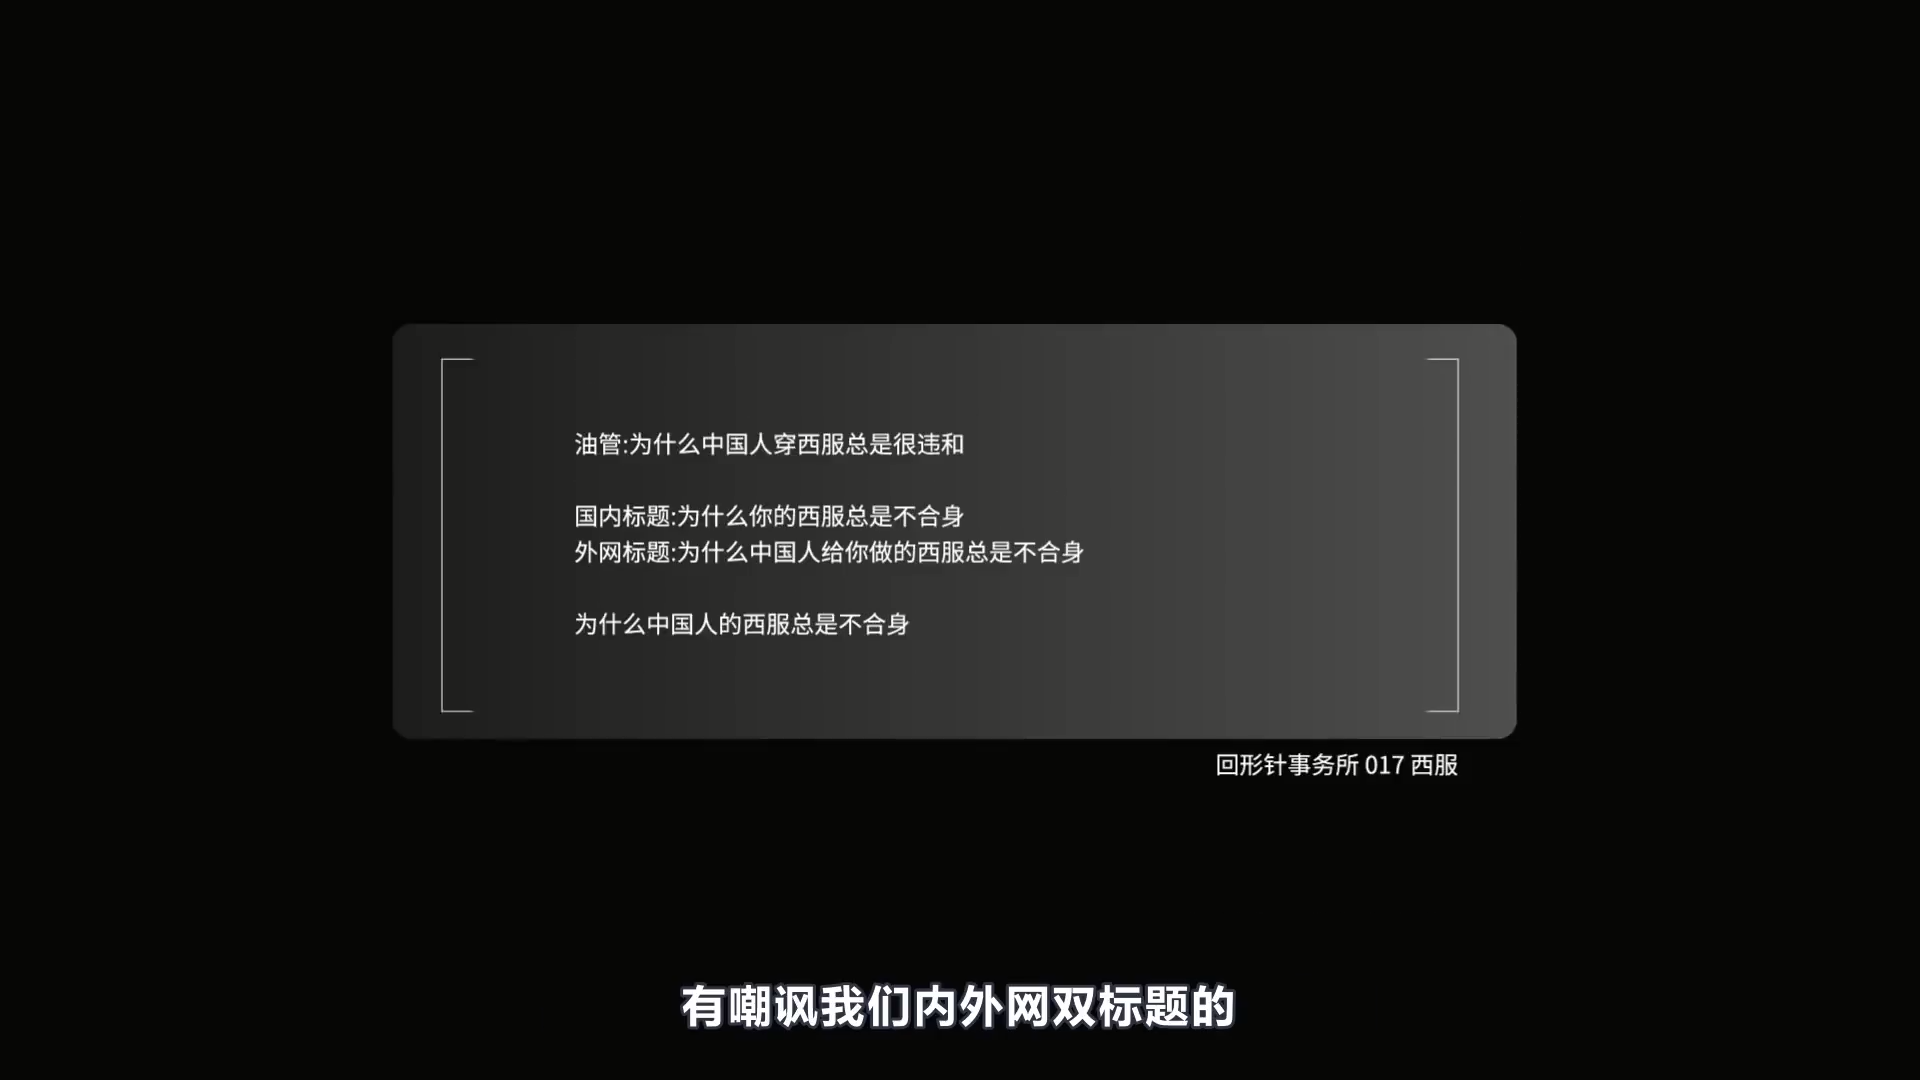 油管:为什么中国人穿西服总是很违和
国内标题:为什么你的西服总是不合身
外网标题:为什么中国人给你做的西服总是不合身
为什么中国人的西服总是不合身
回形针事务所 017 西服
有嘲讽我们内外网双标题的